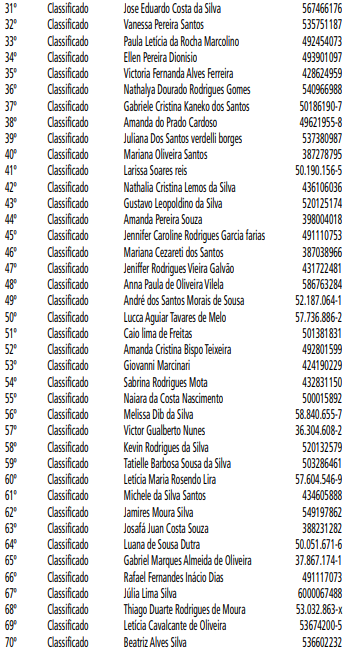 31º Classificado Jose Eduardo Costa da Silva 567466176
32º Classificado Vanessa Pereira Santos 535751187
33º Classificado Paula Letícia da Rocha Marcolino 492454073
34º Classificado Ellen Pereira Dionisio 493901097
35º Classificado Victoria Fernanda Alves Ferreira 428624959
36º Classificado Nathalya Dourado Rodrigues Gomes 540966988
37º Classificado Gabriele Cristina Kaneko dos Santos 50186190-7
38º Classificado Amanda do Prado Cardoso 49621955-8
39º Classificado Juliana Dos Santos verdelli borges 537380987
40º Classificado Mariana Oliveira Santos 387278795
41º Classificado Larissa Soares reis 50.190.156-5
42º Classificado Nathalia Cristina Lemos da Silva 436106036
43º Classificado Gustavo Leopoldino da Silva 520125174
44º Classificado Amanda Pereira Souza 398004018
45º Classificado Jennifer Caroline Rodrigues Garcia farias 491110753
46º Classificado Mariana Cezareti dos Santos 387038966
47º Classificado Jeniffer Rodrigues Vieira Galvão 431722481
48º Classificado Anna Paula de Oliveira Vilela 586763284
49º Classificado André dos Santos Morais de Sousa 52.187.064-1
50º Classificado Lucca Aguiar Tavares de Melo 57.736.886-2
51º Classificado Caio lima de Freitas 501381831
52º Classificado Amanda Cristina Bispo Teixeira 492801599
53º Classificado Giovanni Marcinari 424190229
54º Classificado Sabrina Rodrigues Mota 432831150
55º Classificado Naiara da Costa Nascimento 500015892
56º Classificado Melissa Dib da Silva 58.840.655-7
57º Classificado Victor Gualberto Nunes 36.304.608-2
58º Classificado Kevin Rodrigues da Silva 520132579
59º Classificado Tatielle Barbosa Sousa da Silva 503286461
60º Classificado Letícia Maria Rosendo Lira 57.604.546-9
61º Classificado Michele da Silva Santos 434605888
62º Classificado Jamires Moura Silva 549197862
63º Classificado Josafá Juan Costa Souza 388231282
64º Classificado Luana de Sousa Dutra 50.051.671-6
65º Classificado Gabriel Marques Almeida de Oliveira 37.867.174-1
66º Classificado Rafael Fernandes Inácio Dias 491117073
67º Classificado Júlia Lima Silva 6000067488
68º Classificado Thiago Duarte Rodrigues de Moura 53.032.863-x
69º Classificado Letícia Cavalcante de Oliveira 53674200-5
70º Classificado Beatriz Alves Silva 536602232